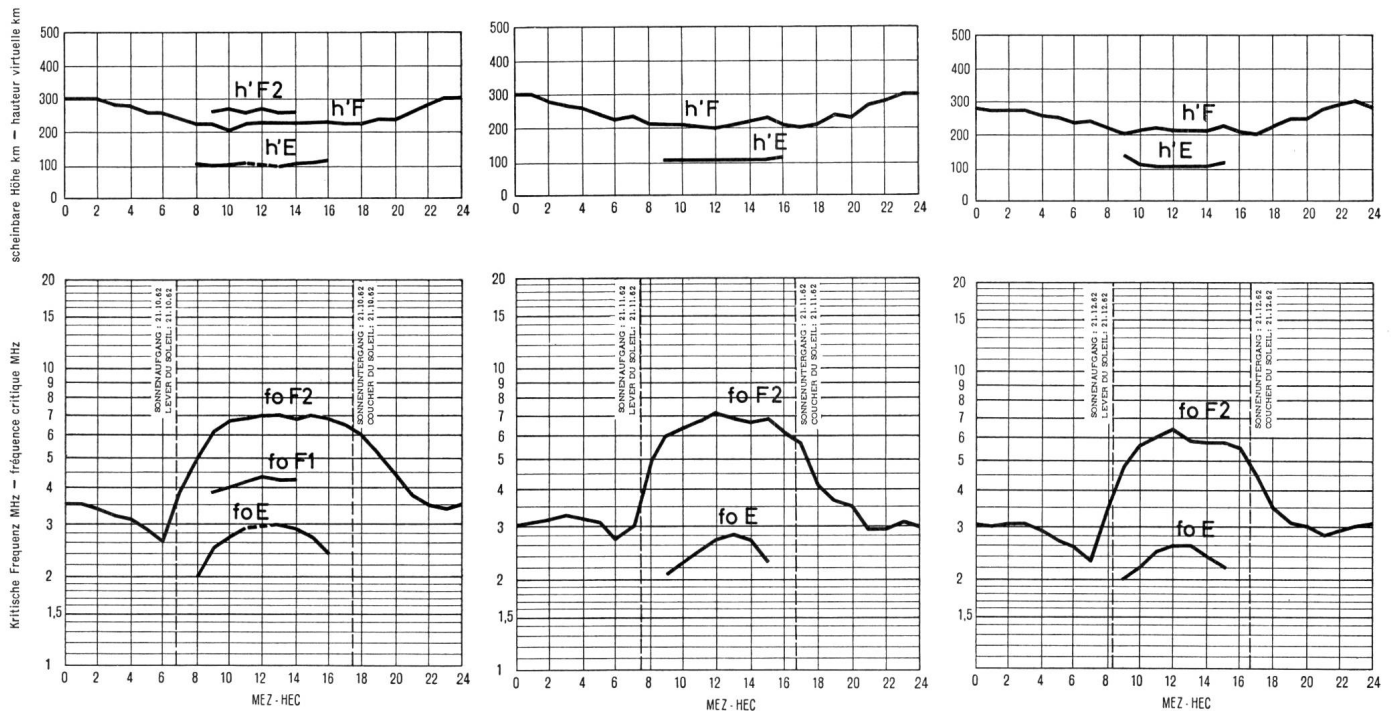 scheinbare Höhe km — hauteur virtuelle km
500
400
300
200
100
0
h'F2
h'F
h'E
0 2 4 6 8 10 12 14 16 18 20 22 24
500
400
300
200
100
0
h'F
h'E
0 2 4 6 8 10 12 14 16 18 20 22 24
500
400
300
200
100
0
h'F
h'E
0 2 4 6 8 10 12 14 16 18 20 22 24
Kritische Frequenz MHz — fréquence critique MHz
20
15
10
9
8
7
6
5
4
3
2
1,5
1
SONNENAUFGANG : 21.10.62
LEVER DU SOLEIL: 21.10.62
SONNENUNTERGANG : 21.10.62
COUCHER DU SOLEIL: 21.10.62
fo F2
fo F1
fo E
0 2 4 6 8 10 12 14 16 18 20 22 24
MEZ - HEC
20
15
10
9
8
7
6
5
4
3
2
1,5
1
SONNENAUFGANG : 21.11.62
LEVER DU SOLEIL: 21.11.62
SONNENUNTERGANG : 21.11.62
COUCHER DU SOLEIL: 21.11.62
fo F2
fo E
0 2 4 6 8 10 12 14 16 18 20 22 24
MEZ - HEC
20
15
10
9
8
7
6
5
4
3
2
1,5
1
SONNENAUFGANG : 21.12.62
LEVER DU SOLEIL: 21.12.62
SONNENUNTERGANG : 21.12.62
COUCHER DU SOLEIL: 21.12.62
fo F2
fo E
0 2 4 6 8 10 12 14 16 18 20 22 24
MEZ - HEC